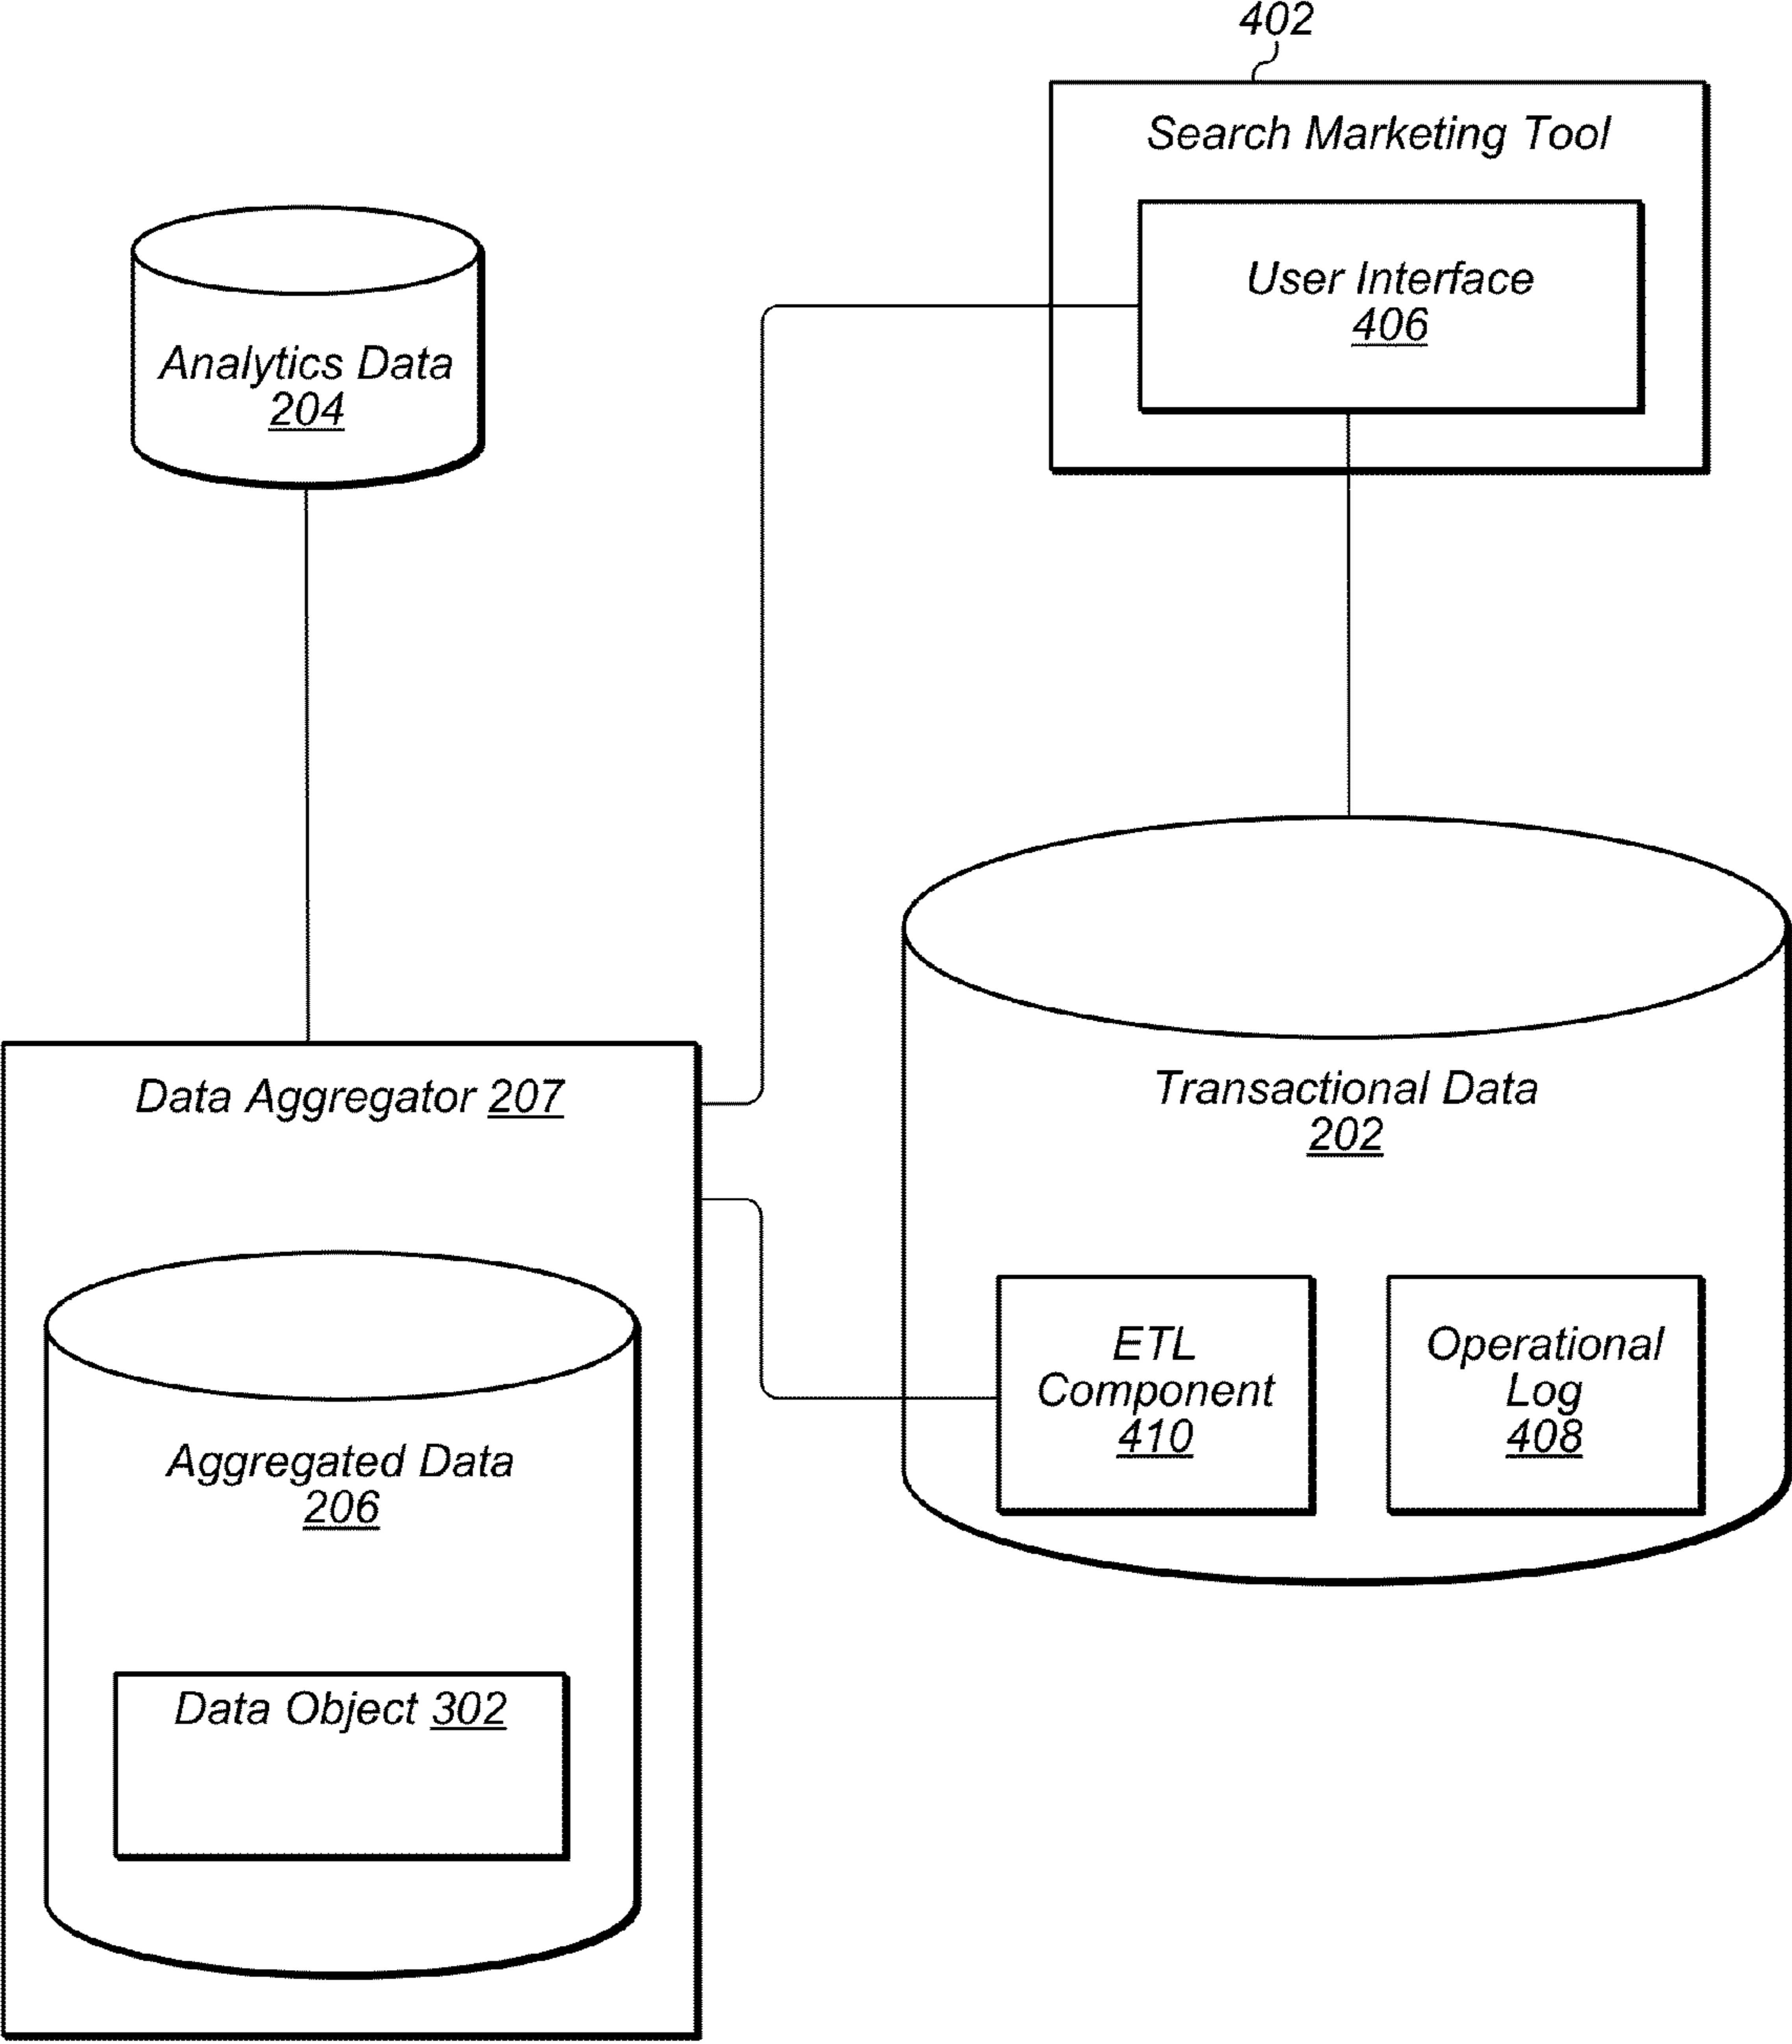 402
Search Marketing Tool
User Interface
406
Analytics Data
204
Data Aggregator 207
Transactional Data
202
ETL
Component
410
Operational
Log
408
Aggregated Data
206
Data Object 302